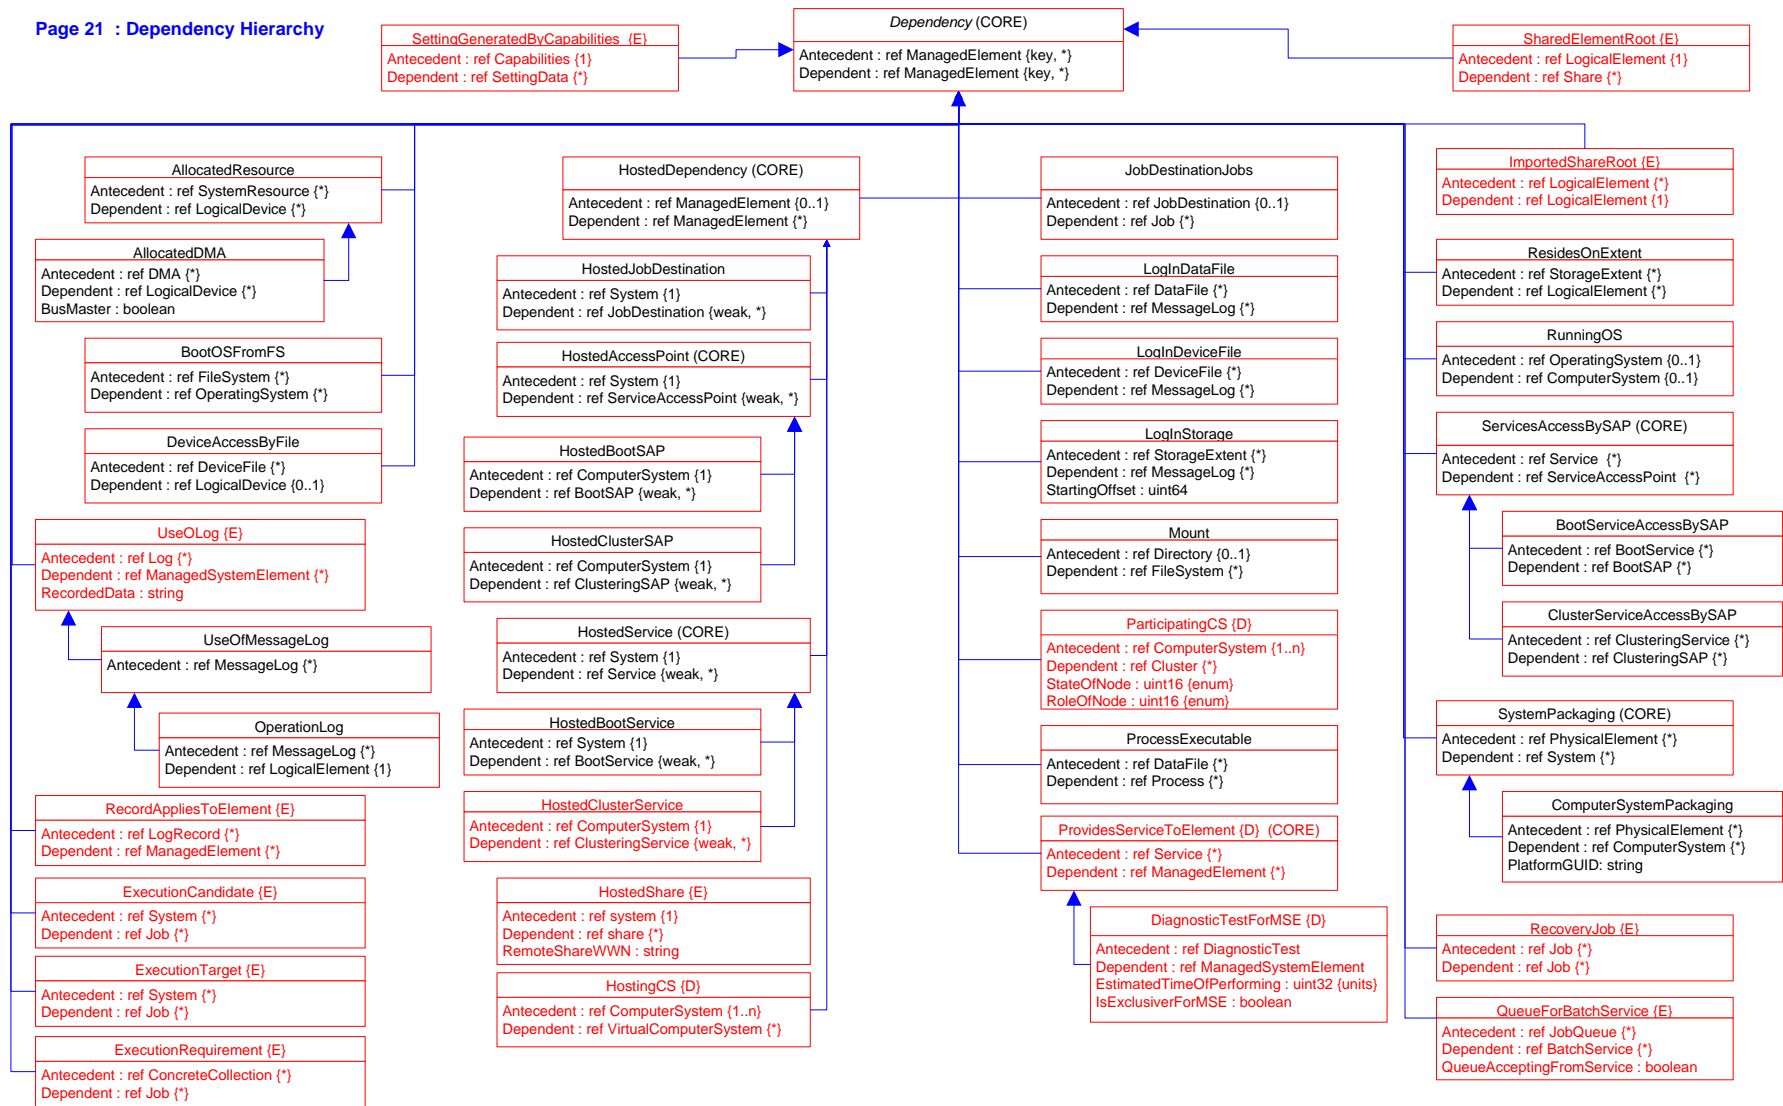 Page 21 : Dependency Hierarchy
SettingGeneratedByCapabilities {E}
Antecedent : ref Capabilities {1}
Dependent : ref SettingData {*}
Dependency (CORE)
Antecedent : ref ManagedElement {key, *}
Dependent : ref ManagedElement {key, *}
SharedElementRoot {E}
Antecedent : ref LogicalElement {1}
Dependent : ref Share {*}
AllocatedResource
Antecedent : ref SystemResource {*}
Dependent : ref LogicalDevice {*}
AllocatedDMA
Antecedent : ref DMA {*}
Dependent : ref LogicalDevice {*}
BusMaster : boolean
BootOSFromFS
Antecedent : ref FileSystem {*}
Dependent : ref OperatingSystem {*}
DeviceAccessByFile
Antecedent : ref DeviceFile {*}
Dependent : ref LogicalDevice {0..1}
UseOLog {E}
Antecedent : ref Log {*}
Dependent : ref ManagedSystemElement {*}
RecordedData : string
UseOfMessageLog
Antecedent : ref MessageLog {*}
OperationLog
Antecedent : ref MessageLog {*}
Dependent : ref LogicalElement {1}
RecordAppliesToElement {E}
Antecedent : ref LogRecord {*}
Dependent : ref ManagedElement {*}
ExecutionCandidate {E}
Antecedent : ref System {*}
Dependent : ref Job {*}
ExecutionTarget {E}
Antecedent : ref System {*}
Dependent : ref Job {*}
ExecutionRequirement {E}
Antecedent : ref ConcreteCollection {*}
Dependent : ref Job {*}
HostedDependency (CORE)
Antecedent : ref ManagedElement {0..1}
Dependent : ref ManagedElement {*}
HostedJobDestination
Antecedent : ref System {1}
Dependent : ref JobDestination {weak, *}
HostedAccessPoint (CORE)
Antecedent : ref System {1}
Dependent : ref ServiceAccessPoint {weak, *}
HostedBootSAP
Antecedent : ref ComputerSystem {1}
Dependent : ref BootSAP {weak, *}
HostedClusterSAP
Antecedent : ref ComputerSystem {1}
Dependent : ref ClusteringSAP {weak, *}
HostedService (CORE)
Antecedent : ref System {1}
Dependent : ref Service {weak, *}
HostedBootService
Antecedent : ref System {1}
Dependent : ref BootService {weak, *}
HostedClusterService
Antecedent : ref ComputerSystem {1}
Dependent : ref ClusteringService {weak, *}
HostedShare {E}
Antecedent : ref system {1}
Dependent : ref share {*}
RemoteShareWWN : string
HostingCS {D}
Antecedent : ref ComputerSystem {1..n}
Dependent : ref VirtualComputerSystem {*}
JobDestinationJobs
Antecedent : ref JobDestination {0..1}
Dependent : ref Job {*}
LogInDataFile
Antecedent : ref DataFile {*}
Dependent : ref MessageLog {*}
LogInDeviceFile
Antecedent : ref DeviceFile {*}
Dependent : ref MessageLog {*}
LogInStorage
Antecedent : ref StorageExtent {*}
Dependent : ref MessageLog {*}
StartingOffset : uint64
Mount
Antecedent : ref Directory {0..1}
Dependent : ref FileSystem {*}
ParticipatingCS {D}
Antecedent : ref ComputerSystem {1..n}
Dependent : ref Cluster {*}
StateOfNode : uint16 {enum}
RoleOfNode : uint16 {enum}
ProcessExecutable
Antecedent : ref DataFile {*}
Dependent : ref Process {*}
ProvidesServiceToElement {D} (CORE)
Antecedent : ref Service {*}
Dependent : ref ManagedElement {*}
DiagnosticTestForMSE {D}
Antecedent : ref DiagnosticTest
Dependent : ref ManagedSystemElement
EstimatedTimeOfPerforming : uint32 {units}
IsExclusiverForMSE : boolean
ImportedShareRoot {E}
Antecedent : ref LogicalElement {*}
Dependent : ref LogicalElement {1}
ResidesOnExtent
Antecedent : ref StorageExtent {*}
Dependent : ref LogicalElement {*}
RunningOS
Antecedent : ref OperatingSystem {0..1}
Dependent : ref ComputerSystem {0..1}
ServicesAccessBySAP (CORE)
Antecedent : ref Service {*}
Dependent : ref ServiceAccessPoint {*}
BootServiceAccessBySAP
Antecedent : ref BootService {*}
Dependent : ref BootSAP {*}
ClusterServiceAccessBySAP
Antecedent : ref ClusteringService {*}
Dependent : ref ClusteringSAP {*}
SystemPackaging (CORE)
Antecedent : ref PhysicalElement {*}
Dependent : ref System {*}
ComputerSystemPackaging
Antecedent : ref PhysicalElement {*}
Dependent : ref ComputerSystem {*}
PlatformGUID: string
RecoveryJob {E}
Antecedent : ref Job {*}
Dependent : ref Job {*}
QueueForBatchService {E}
Antecedent : ref JobQueue {*}
Dependent : ref BatchService {*}
QueueAcceptingFromService : boolean